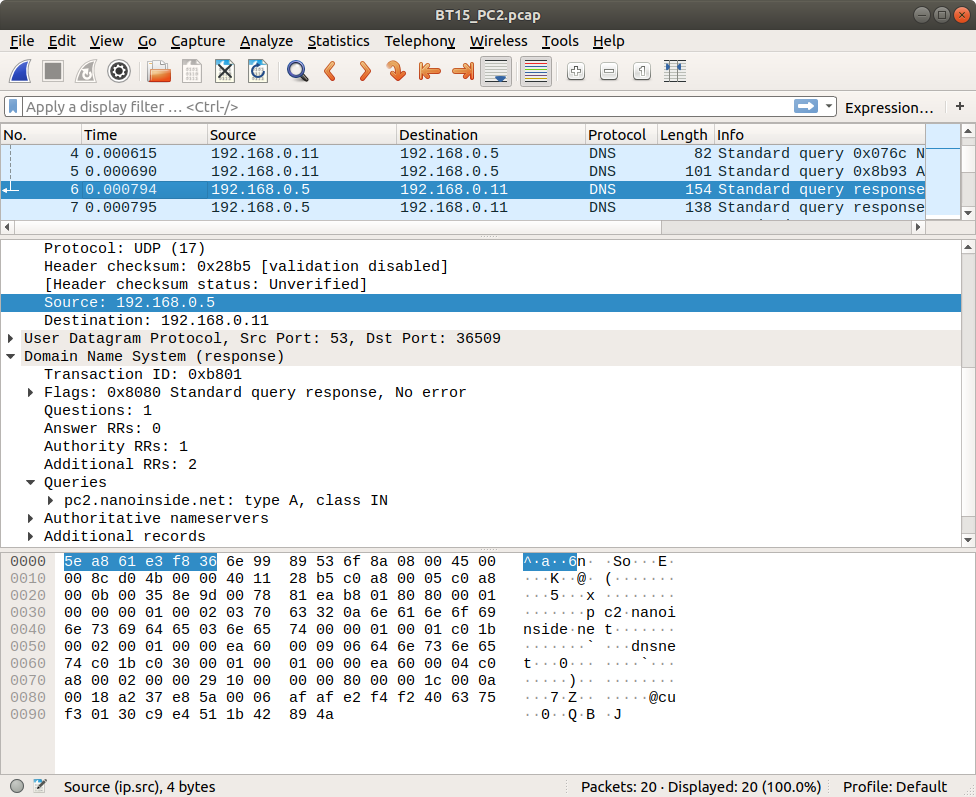 BT15_PC2.pcap
File Edit View Go Capture Analyze Statistics Telephony Wireless Tools Help
Apply a display filter … <Ctrl-/> Expression… +
No. Time Source Destination Protocol Length Info
4 0.000615 192.168.0.11 192.168.0.5 DNS 82 Standard query 0x076c N
5 0.000690 192.168.0.11 192.168.0.5 DNS 101 Standard query 0x8b93 A
6 0.000794 192.168.0.5 192.168.0.11 DNS 154 Standard query response
7 0.000795 192.168.0.5 192.168.0.11 DNS 138 Standard query response
Protocol: UDP (17)
Header checksum: 0x28b5 [validation disabled]
[Header checksum status: Unverified]
Source: 192.168.0.5
Destination: 192.168.0.11
User Datagram Protocol, Src Port: 53, Dst Port: 36509
Domain Name System (response)
Transaction ID: 0xb801
Flags: 0x8080 Standard query response, No error
Questions: 1
Answer RRs: 0
Authority RRs: 1
Additional RRs: 2
Queries
pc2.nanoinside.net: type A, class IN
Authoritative nameservers
Additional records
0000 5e a8 61 e3 f8 36 6e 99 89 53 6f 8a 08 00 45 00 ^·a··6n· ·So···E·
0010 00 8c d0 4b 00 00 40 11 28 b5 c0 a8 00 05 c0 a8 ···K··@· (·······
0020 00 0b 00 35 8e 9d 00 78 81 ea b8 01 80 80 00 01 ···5···x ········
0030 00 00 00 01 00 02 03 70 63 32 0a 6e 61 6e 6f 69 ·······p c2·nanoi
0040 6e 73 69 64 65 03 6e 65 74 00 00 01 00 01 c0 1b nside·ne t·······
0050 00 02 00 01 00 00 ea 60 00 09 06 64 6e 73 6e 65 ·······` ···dnsne
0060 74 c0 1b c0 30 00 01 00 01 00 00 ea 60 00 04 c0 t···0··· ····`···
0070 a8 00 02 00 00 29 10 00 00 00 80 00 00 1c 00 0a ·····)·· ········
0080 00 18 a2 37 e8 5a 00 06 af af e2 f4 f2 40 63 75 ···7·Z·· ·····@cu
0090 f3 01 30 c9 e4 51 1b 42 89 4a ··0··Q·B ·J
Source (ip.src), 4 bytes Packets: 20 · Displayed: 20 (100.0%) Profile: Default